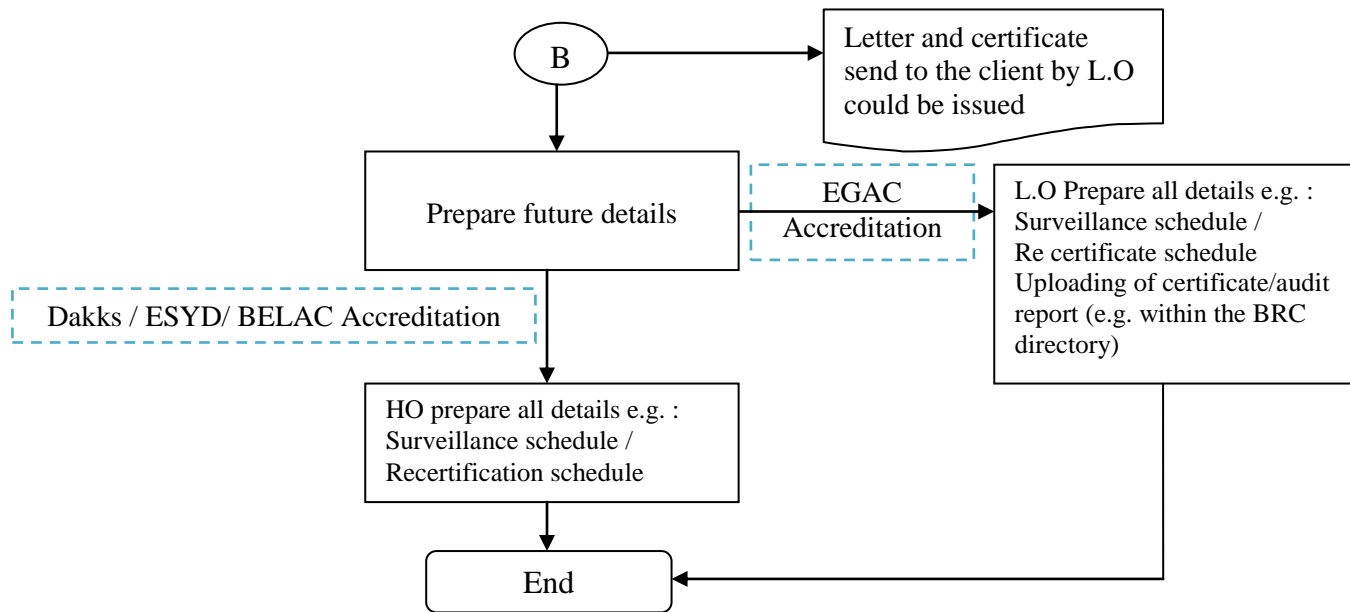 B
Letter and certificate
send to the client by L.O
could be issued
Prepare future details
EGAC
Accreditation
L.O Prepare all details e.g. :
Surveillance schedule /
Re certificate schedule
Uploading of certificate/audit
report (e.g. within the BRC
directory)
Dakks / ESYD/ BELAC Accreditation
HO prepare all details e.g. :
Surveillance schedule /
Recertification schedule
End